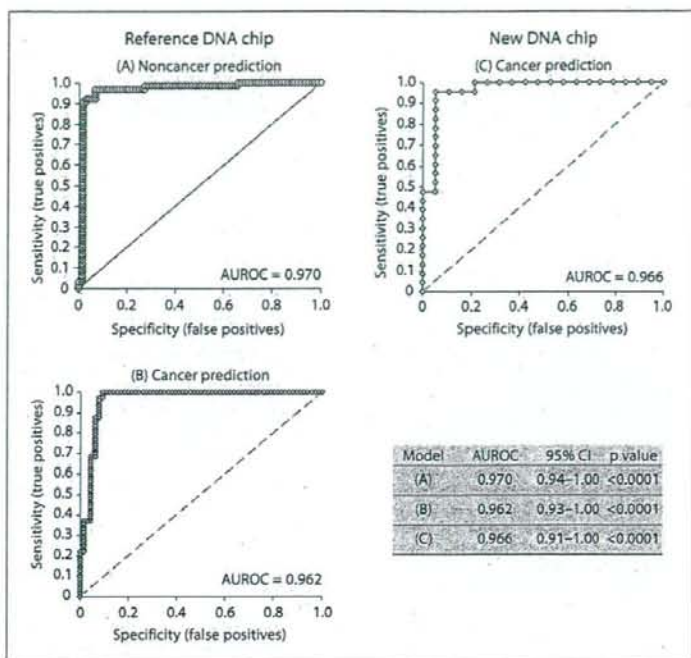 Reference DNA chip
(A) Noncancer prediction
1.0
0.9
0.8
0.7
0.6
0.5
0.4
0.3
0.2
0.1
0
Sensitivity (true positives)
AUROC = 0.970
0 0.2 0.4 0.6 0.8 1.0
Specificity (false positives)
New DNA chip
(C) Cancer prediction
1.0
0.9
0.8
0.7
0.6
0.5
0.4
0.3
0.2
0.1
0
Sensitivity (true positives)
AUROC = 0.966
0 0.2 0.4 0.6 0.8 1.0
Specificity (false positives)
(B) Cancer prediction
1.0
0.9
0.8
0.7
0.6
0.5
0.4
0.3
0.2
0.1
0
Sensitivity (true positives)
AUROC = 0.962
0 0.2 0.4 0.6 0.8 1.0
Specificity (false positives)
Model AUROC 95% CI p value
(A) 0.970 0.94–1.00 <0.0001
(B) 0.962 0.93–1.00 <0.0001
(C) 0.966 0.91–1.00 <0.0001